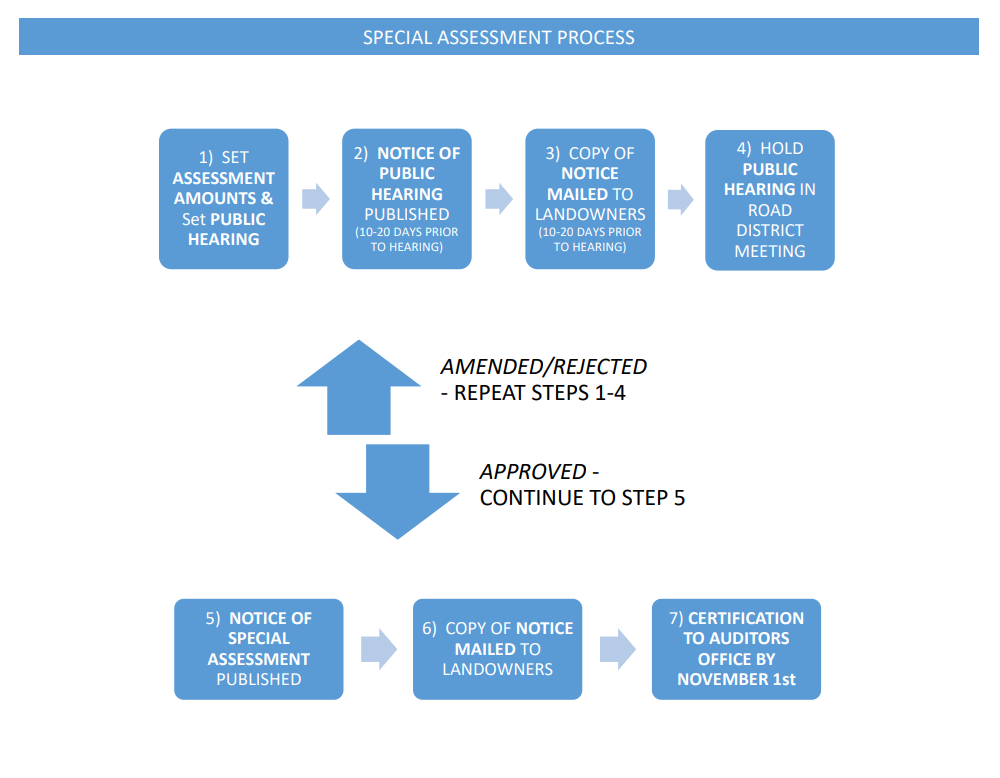 SPECIAL ASSESSMENT PROCESS
1) SET
ASSESSMENT
AMOUNTS &
Set PUBLIC
HEARING
2) NOTICE OF
PUBLIC
HEARING
PUBLISHED
(10-20 DAYS PRIOR
TO HEARING)
3) COPY OF
NOTICE
MAILED TO
LANDOWNERS
(10-20 DAYS PRIOR
TO HEARING)
4) HOLD
PUBLIC
HEARING IN
ROAD
DISTRICT
MEETING
AMENDED/REJECTED
- REPEAT STEPS 1-4
APPROVED -
CONTINUE TO STEP 5
5) NOTICE OF
SPECIAL
ASSESSMENT
PUBLISHED
6) COPY OF NOTICE
MAILED TO
LANDOWNERS
7) CERTIFICATION
TO AUDITORS
OFFICE BY
NOVEMBER 1st